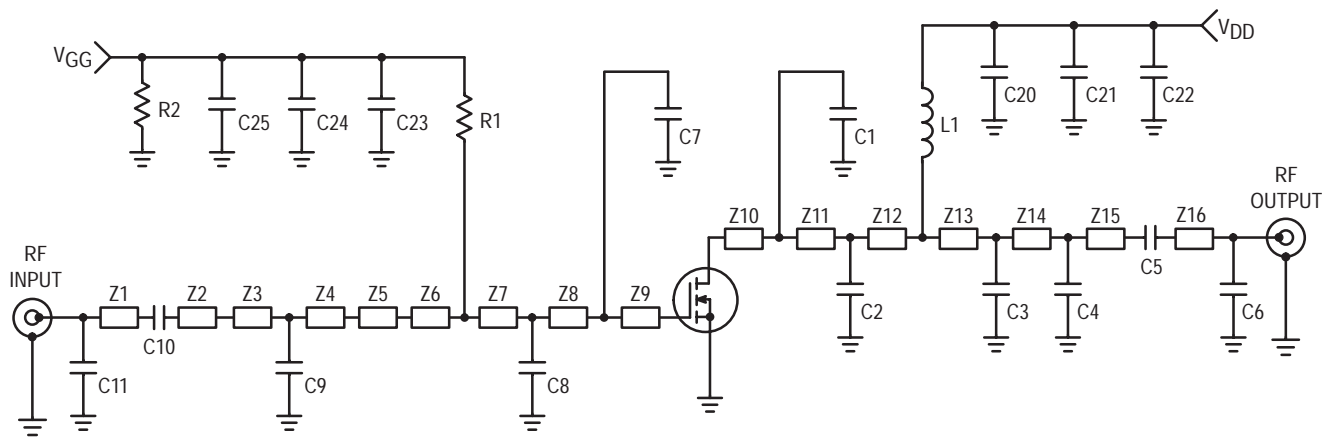 VGG
VDD
R2
C25
C24
C23
R1
C7
C1
L1
C20
C21
C22
RF
INPUT
Z1
C10
Z2
Z3
Z4
Z5
Z6
Z7
Z8
Z9
C11
C9
C8
Z10
Z11
Z12
Z13
Z14
Z15
C5
Z16
RF
OUTPUT
C2
C3
C4
C6